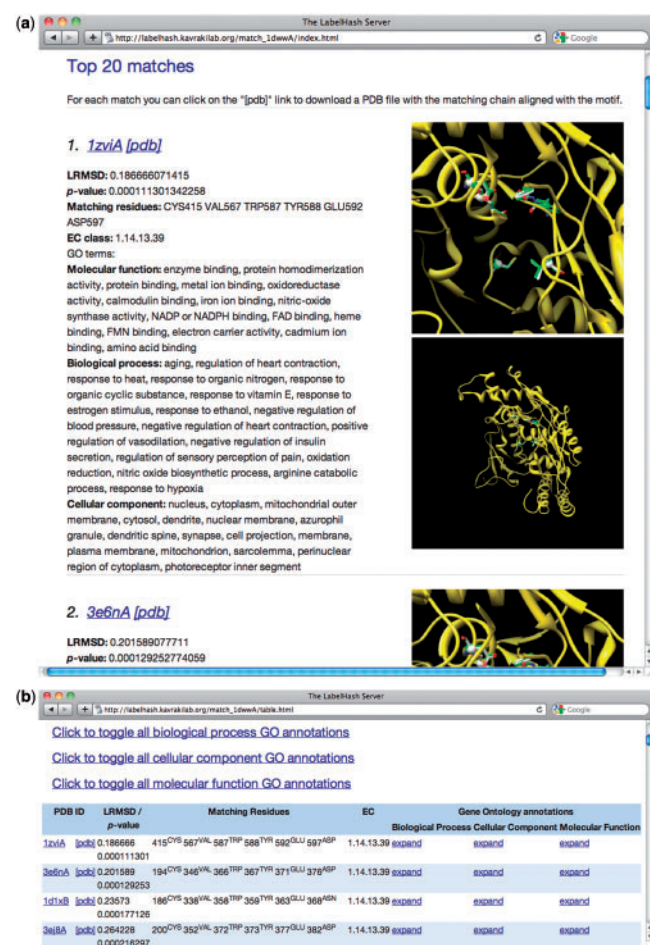 (a)
The LabelHash Server
http://labelhash.kavrakilab.org/match_1dwwA/index.html
Google
Top 20 matches
For each match you can click on the "[pdb]" link to download a PDB file with the matching chain aligned with the motif.
1. 1zviA [pdb]
LRMSD: 0.186666071415
p-value: 0.000111301342258
Matching residues: CYS415 VAL567 TRP587 TYR588 GLU592
ASP597
EC class: 1.14.13.39
GO terms:
Molecular function: enzyme binding, protein homodimerization
activity, protein binding, metal ion binding, oxidoreductase
activity, calmodulin binding, iron ion binding, nitric-oxide
synthase activity, NADP or NADPH binding, FAD binding, heme
binding, FMN binding, electron carrier activity, cadmium ion
binding, amino acid binding
Biological process: aging, regulation of heart contraction,
response to heat, response to organic nitrogen, response to
organic cyclic substance, response to vitamin E, response to
estrogen stimulus, response to ethanol, negative regulation of
blood pressure, negative regulation of heart contraction, positive
regulation of vasodilation, negative regulation of insulin
secretion, regulation of sensory perception of pain, oxidation
reduction, nitric oxide biosynthetic process, arginine catabolic
process, response to hypoxia
Cellular component: nucleus, cytoplasm, mitochondrial outer
membrane, cytosol, dendrite, nuclear membrane, azurophil
granule, dendritic spine, synapse, cell projection, membrane,
plasma membrane, mitochondrion, sarcolemma, perinuclear
region of cytoplasm, photoreceptor inner segment
2. 3e6nA [pdb]
LRMSD: 0.201589077711
p-value: 0.000129252774059
(b)
The LabelHash Server
http://labelhash.kavrakilab.org/match_1dwwA/table.html
Google
Click to toggle all biological process GO annotations
Click to toggle all cellular component GO annotations
Click to toggle all molecular function GO annotations
PDB ID LRMSD / Matching Residues EC Gene Ontology annotations
p-value Biological Process Cellular Component Molecular Function
1zviA [pdb] 0.186666 415CYS 567VAL 587TRP 588TYR 592GLU 597ASP 1.14.13.39 expand expand expand
0.000111301
3e6nA [pdb] 0.201589 194CYS 346VAL 366TRP 367TYR 371GLU 376ASP 1.14.13.39 expand expand expand
0.000129253
1d1xB [pdb] 0.23573 186CYS 338VAL 358TRP 359TYR 363GLU 368ASN 1.14.13.39 expand expand expand
0.000177126
3ej8A [pdb] 0.264228 200CYS 352VAL 372TRP 373TYR 377GLU 382ASP 1.14.13.39 expand expand expand
0.000216297